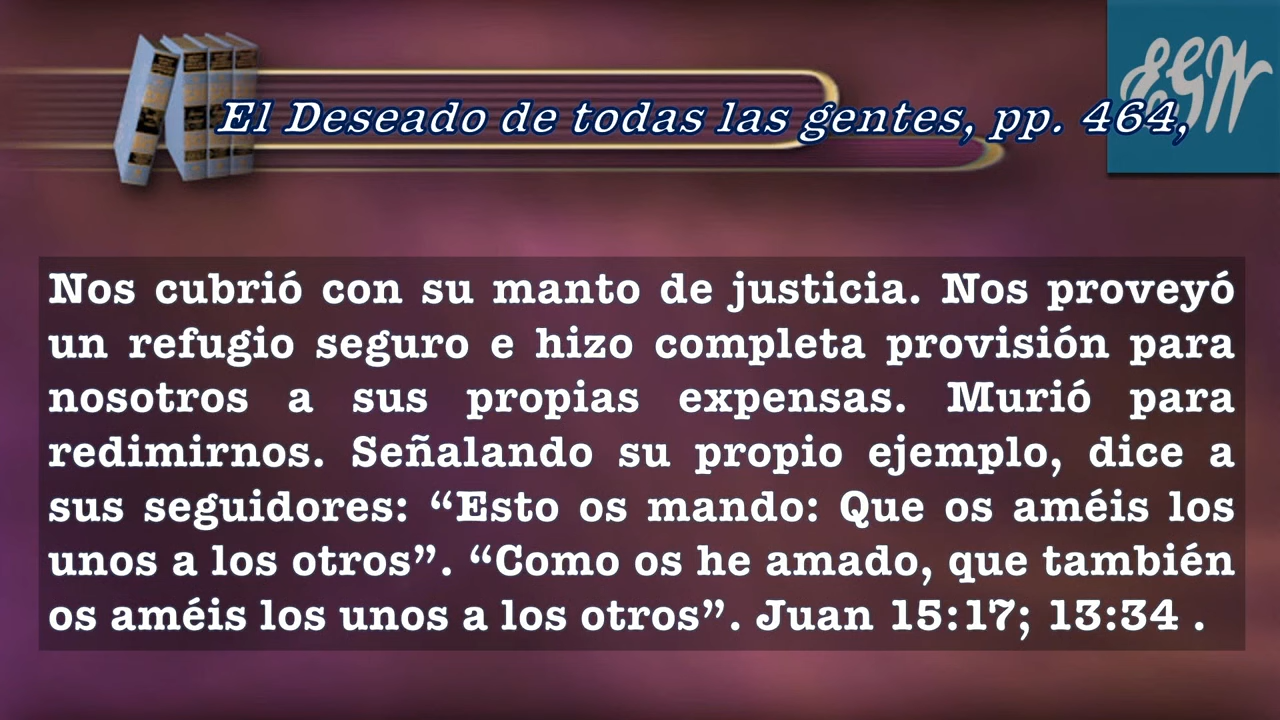 EGW
El Deseado de todas las gentes, pp. 464,
Nos cubrió con su manto de justicia. Nos proveyó
un refugio seguro e hizo completa provisión para
nosotros a sus propias expensas. Murió para
redimirnos. Señalando su propio ejemplo, dice a
sus seguidores: “Esto os mando: Que os améis los
unos a los otros”. “Como os he amado, que también
os améis los unos a los otros”. Juan 15:17; 13:34 .